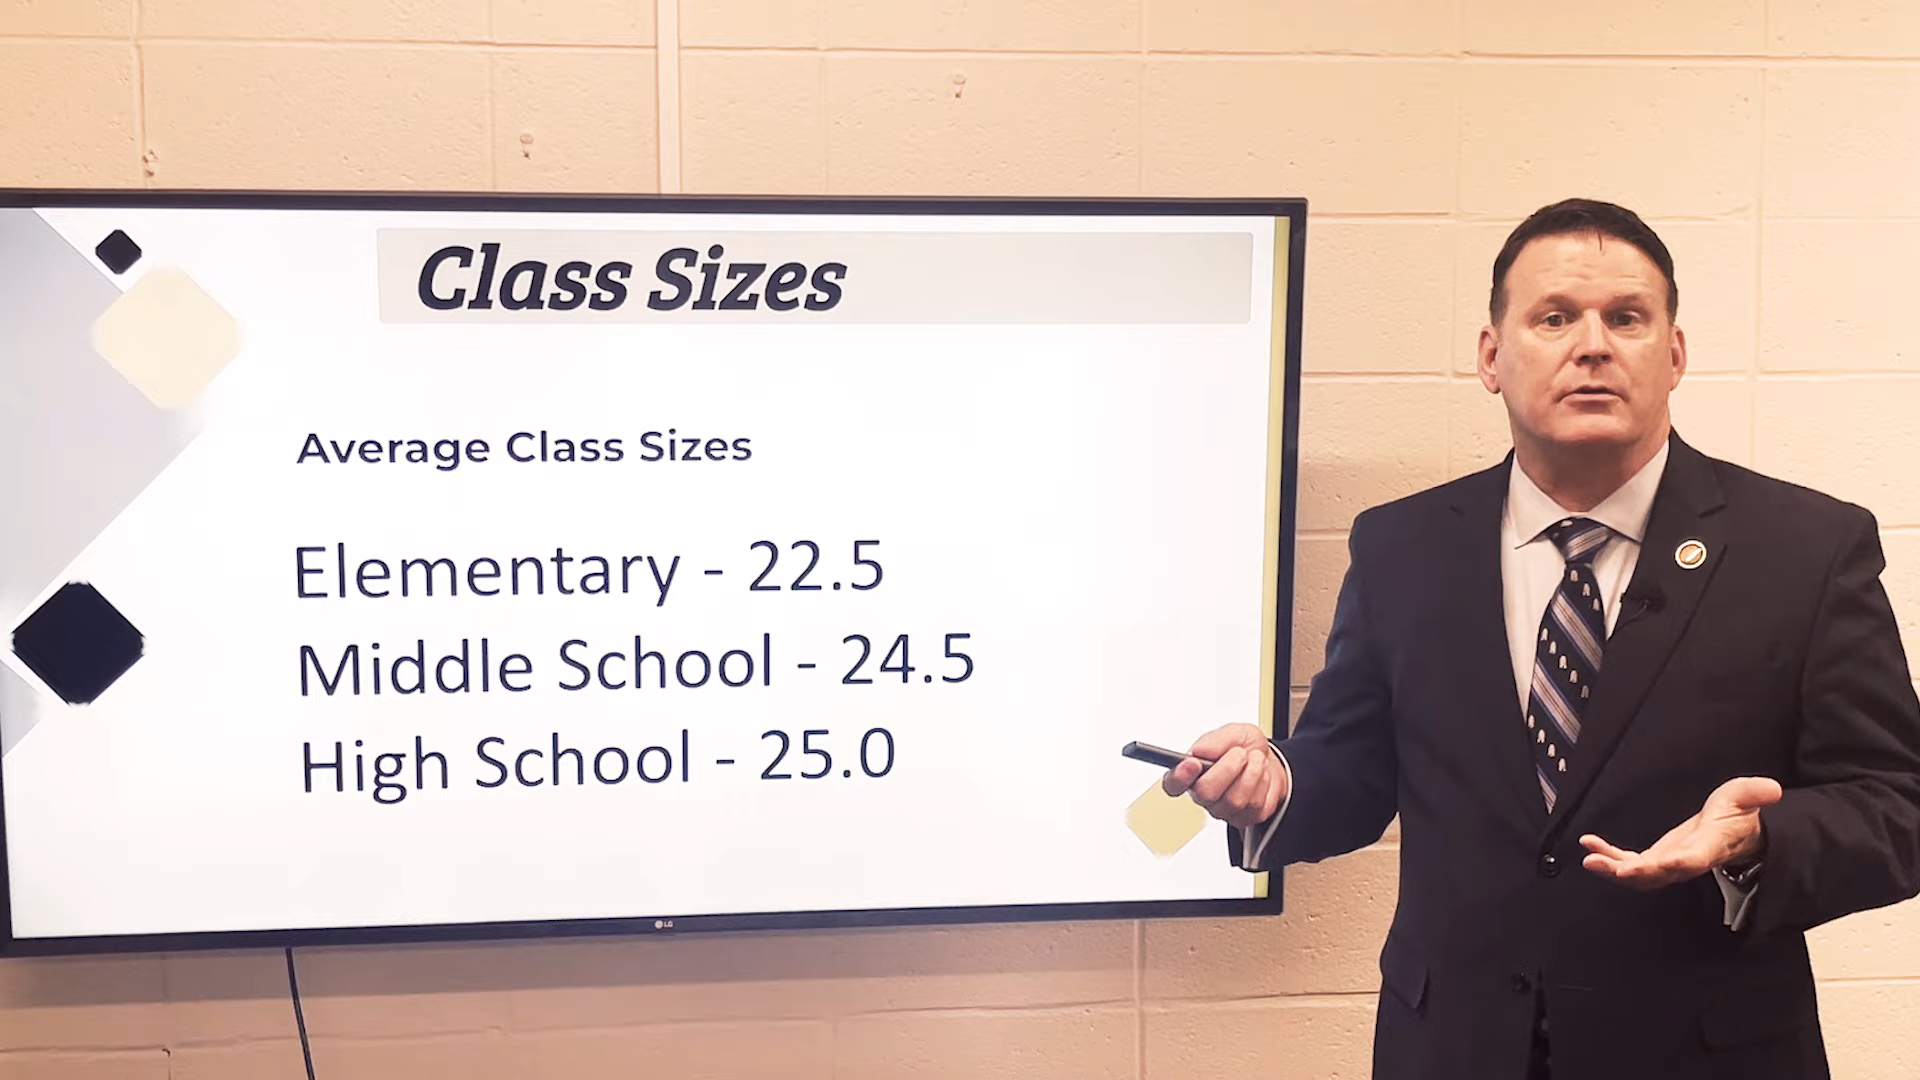 Class Sizes
Average Class Sizes
Elementary - 22.5
Middle School - 24.5
High School - 25.0
LG